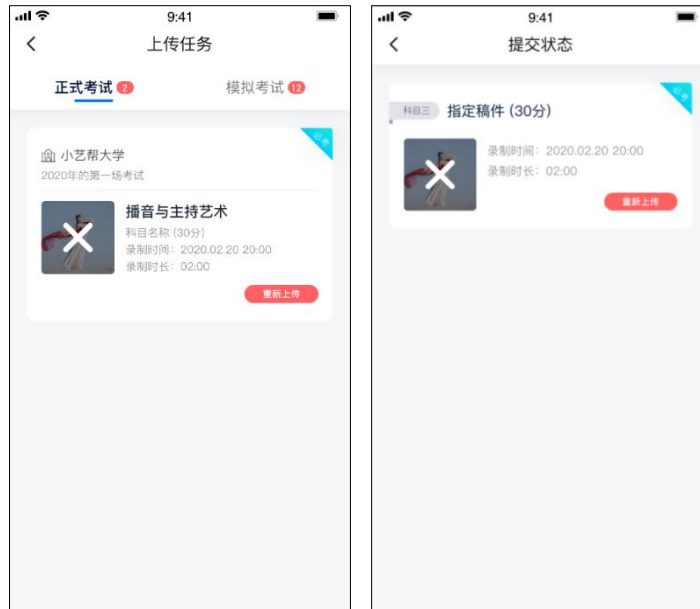 9:41
上传任务
正式考试 2
模拟考试 12
必考
小艺帮大学
2020年的第一场考试
播音与主持艺术
科目名称 (30分)
录制时间：2020.02.20 20:00
录制时长：02:00
重新上传
9:41
提交状态
必考
科目三 指定稿件 (30分)
录制时间：2020.02.20 20:00
录制时长：02:00
重新上传